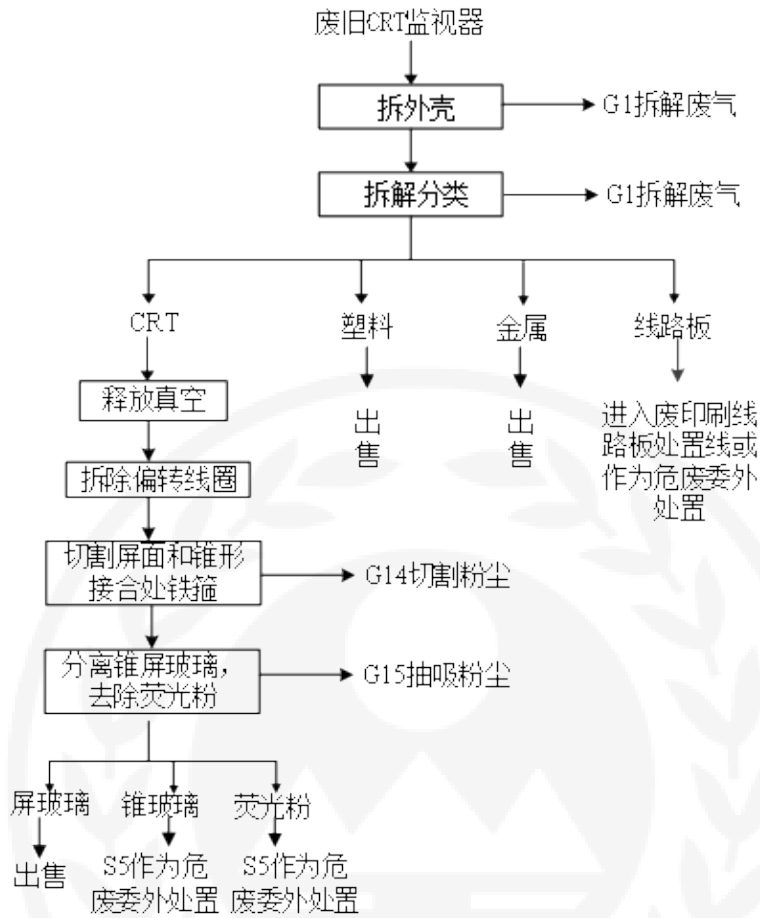 废旧CRT监视器
拆外壳
G1拆解废气
拆解分类
G1拆解废气
CRT
塑料
金属
线路板
释放真空
出
售
出
售
进入废印刷线
路板处置线或
作为危废委外
处置
拆除偏转线圈
切割屏面和锥形
接合处铁箍
G14切割粉尘
分离锥屏玻璃，
去除荧光粉
G15抽吸粉尘
屏玻璃
锥玻璃
荧光粉
出售
S5作为危
废委外处置
S5作为危
废委外处置